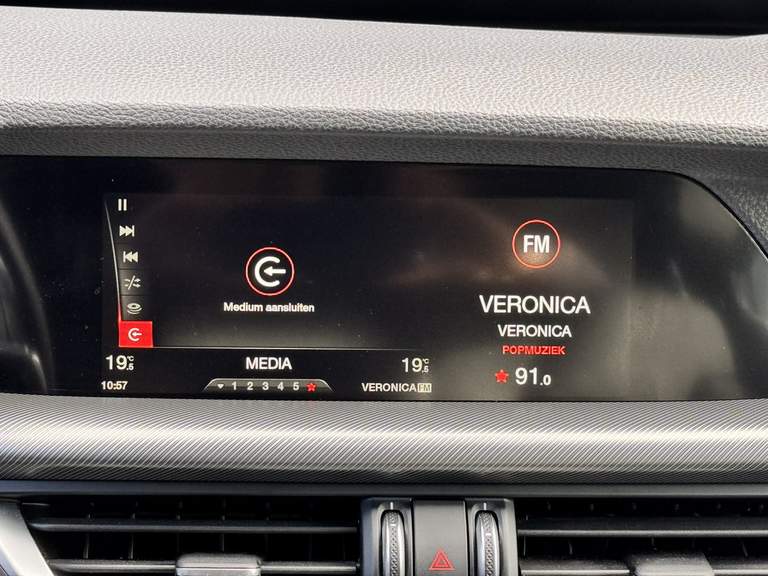 Medium aansluiten
19.5°C
MEDIA
19.5°C
10:57
1 2 3 4 5
VERONICA FM
FM
VERONICA
VERONICA
POPMUZIEK
91.0